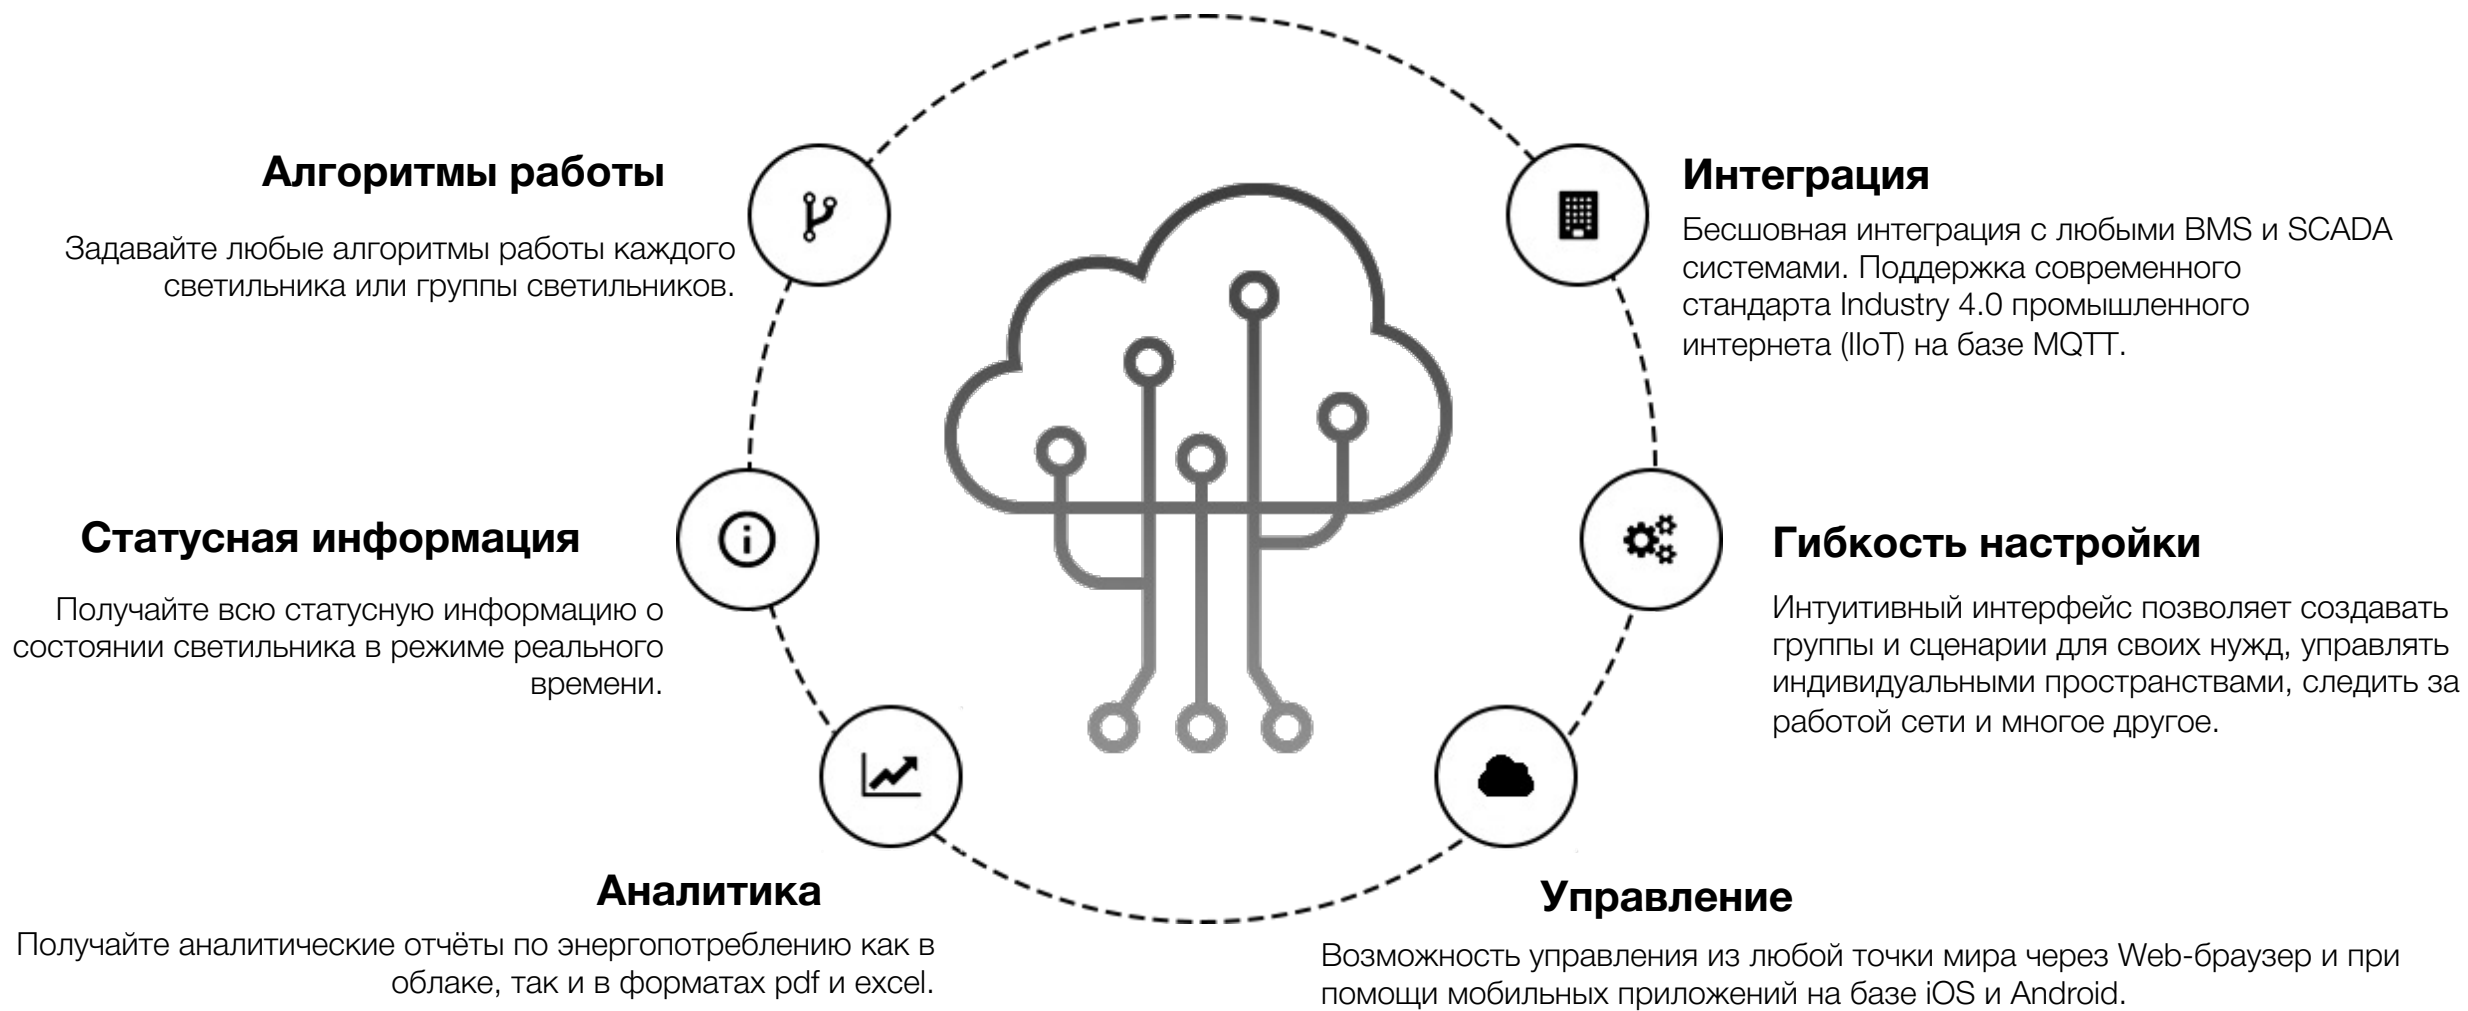 Алгоритмы работы
Задавайте любые алгоритмы работы каждого
светильника или группы светильников.
Статусная информация
Получайте всю статусную информацию о
состоянии светильника в режиме реального
времени.
Аналитика
Получайте аналитические отчёты по энергопотреблению как в
облаке, так и в форматах pdf и excel.
Интеграция
Бесшовная интеграция с любыми BMS и SCADA
системами. Поддержка современного
стандарта Industry 4.0 промышленного
интернета (IIoT) на базе MQTT.
Гибкость настройки
Интуитивный интерфейс позволяет создавать
группы и сценарии для своих нужд, управлять
индивидуальными пространствами, следить за
работой сети и многое другое.
Управление
Возможность управления из любой точки мира через Web-браузер и при
помощи мобильных приложений на базе iOS и Android.